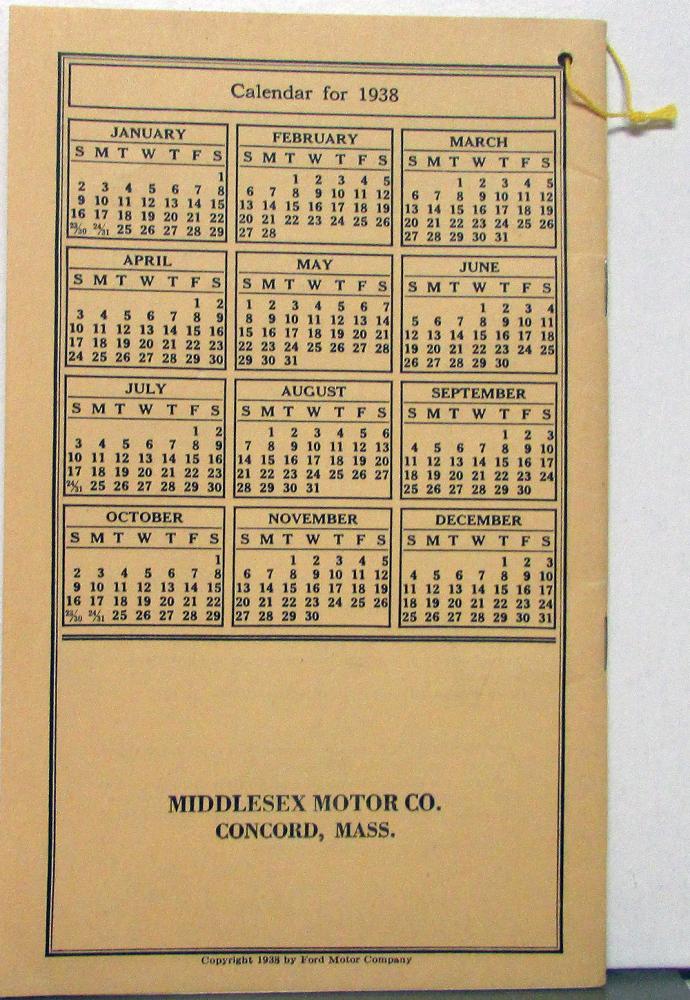 Calendar for 1938
JANUARY
S M T W T F S
1
2 3 4 5 6 7 8
9 10 11 12 13 14 15
16 17 18 19 20 21 22
23/30 24/31 25 26 27 28 29
FEBRUARY
S M T W T F S
1 2 3 4 5
6 7 8 9 10 11 12
13 14 15 16 17 18 19
20 21 22 23 24 25 26
27 28
MARCH
S M T W T F S
1 2 3 4 5
6 7 8 9 10 11 12
13 14 15 16 17 18 19
20 21 22 23 24 25 26
27 28 29 30 31
APRIL
S M T W T F S
1 2
3 4 5 6 7 8 9
10 11 12 13 14 15 16
17 18 19 20 21 22 23
24 25 26 27 28 29 30
MAY
S M T W T F S
1 2 3 4 5 6 7
8 9 10 11 12 13 14
15 16 17 18 19 20 21
22 23 24 25 26 27 28
29 30 31
JUNE
S M T W T F S
1 2 3 4
5 6 7 8 9 10 11
12 13 14 15 16 17 18
19 20 21 22 23 24 25
26 27 28 29 30
JULY
S M T W T F S
1 2
3 4 5 6 7 8 9
10 11 12 13 14 15 16
17 18 19 20 21 22 23
24/31 25 26 27 28 29 30
AUGUST
S M T W T F S
1 2 3 4 5 6
7 8 9 10 11 12 13
14 15 16 17 18 19 20
21 22 23 24 25 26 27
28 29 30 31
SEPTEMBER
S M T W T F S
1 2 3
4 5 6 7 8 9 10
11 12 13 14 15 16 17
18 19 20 21 22 23 24
25 26 27 28 29 30
OCTOBER
S M T W T F S
1
2 3 4 5 6 7 8
9 10 11 12 13 14 15
16 17 18 19 20 21 22
23/30 24/31 25 26 27 28 29
NOVEMBER
S M T W T F S
1 2 3 4 5
6 7 8 9 10 11 12
13 14 15 16 17 18 19
20 21 22 23 24 25 26
27 28 29 30
DECEMBER
S M T W T F S
1 2 3
4 5 6 7 8 9 10
11 12 13 14 15 16 17
18 19 20 21 22 23 24
25 26 27 28 29 30 31
MIDDLESEX MOTOR CO.
CONCORD, MASS.
Copyright 1938 by Ford Motor Company